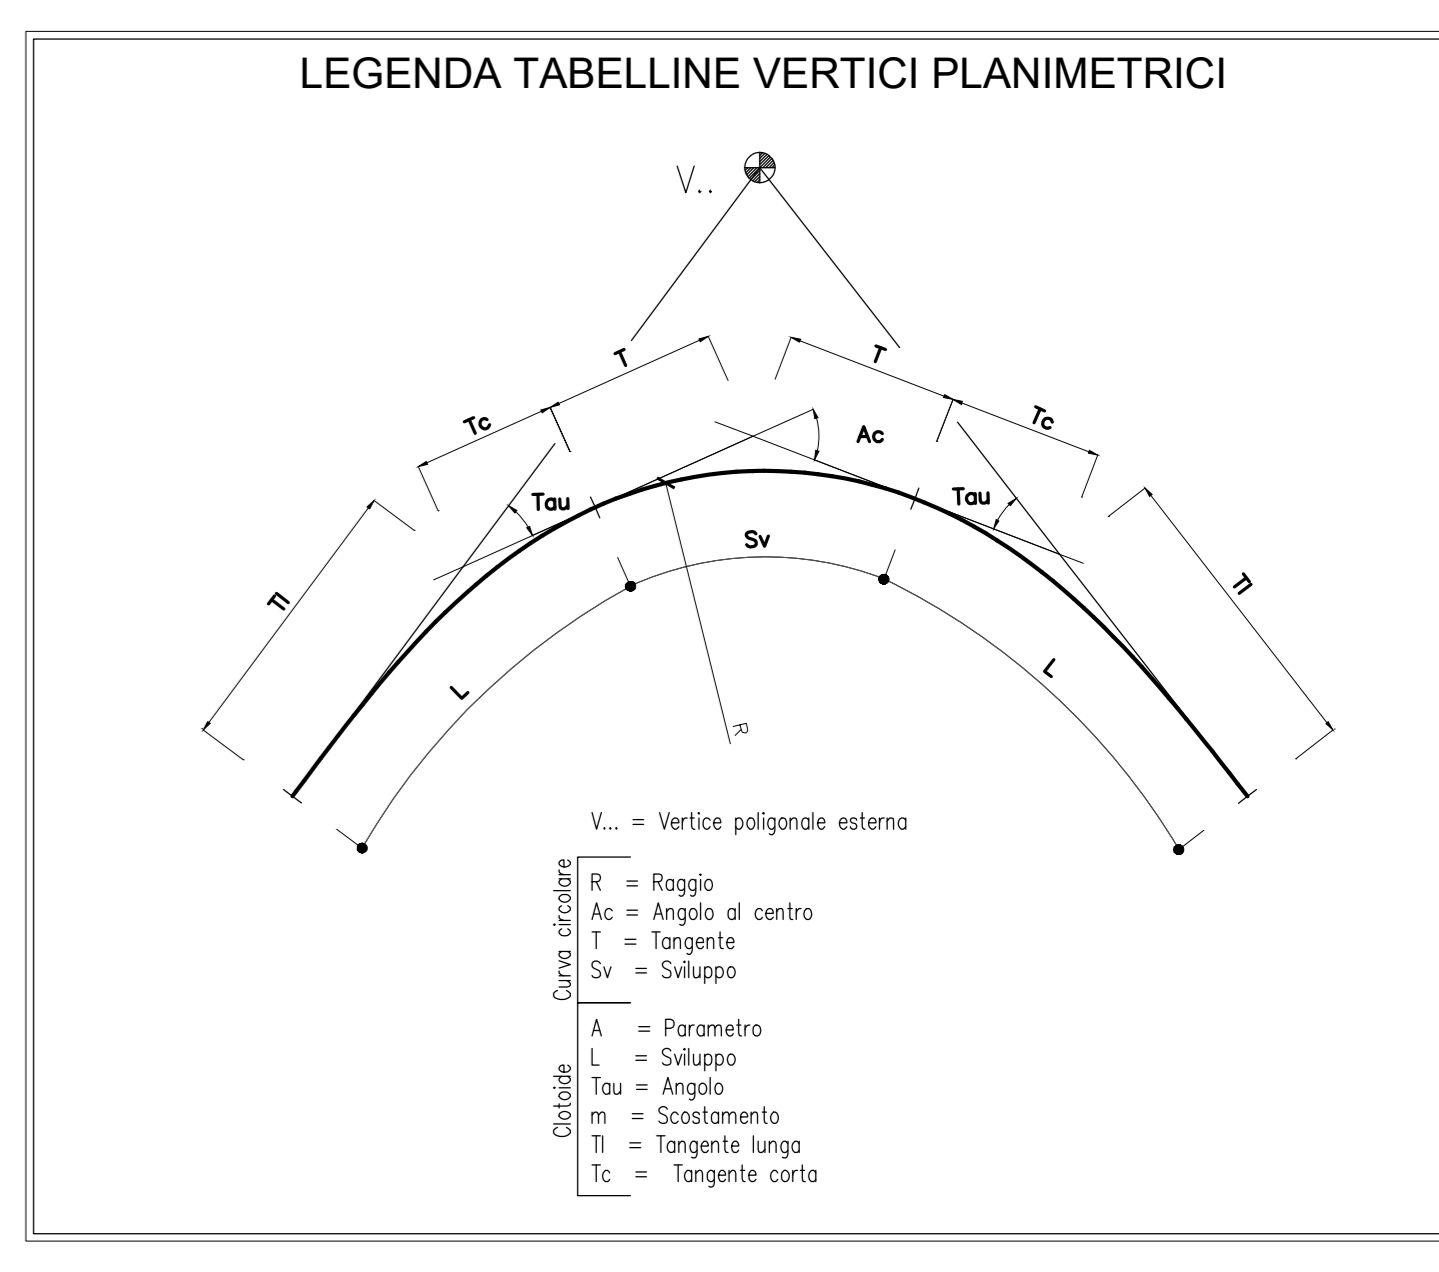 LEGENDA TABELLINE VERTICI PLANIMETRICI
V..
T
T
Tc
Tc
Ac
Tau
Tau
Sv
Tl
Tl
L
L
R
V... = Vertice poligonale esterna
Curva circolare
R = Raggio
Ac = Angolo al centro
T = Tangente
Sv = Sviluppo
Clotoide
A = Parametro
L = Sviluppo
Tau = Angolo
m = Scostamento
Tl = Tangente lunga
Tc = Tangente corta